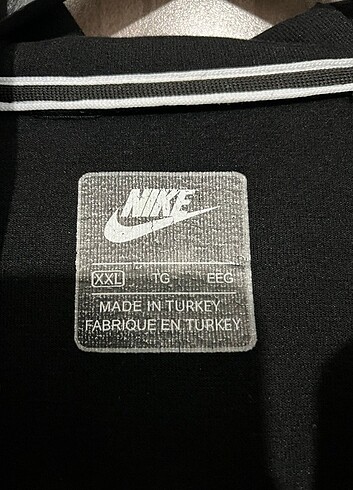 NIKE
XXL TG EEG
MADE IN TURKEY
FABRIQUE EN TURKEY